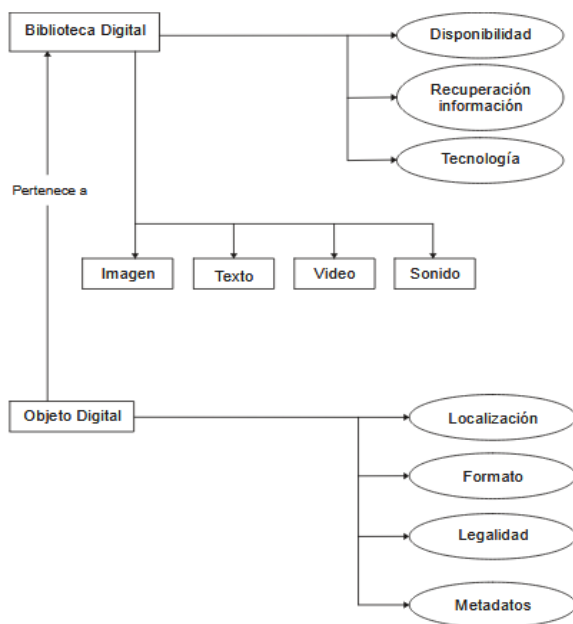 Biblioteca Digital
Disponibilidad
Recuperación
información
Tecnología
Pertenece a
Imagen
Texto
Video
Sonido
Objeto Digital
Localización
Formato
Legalidad
Metadatos